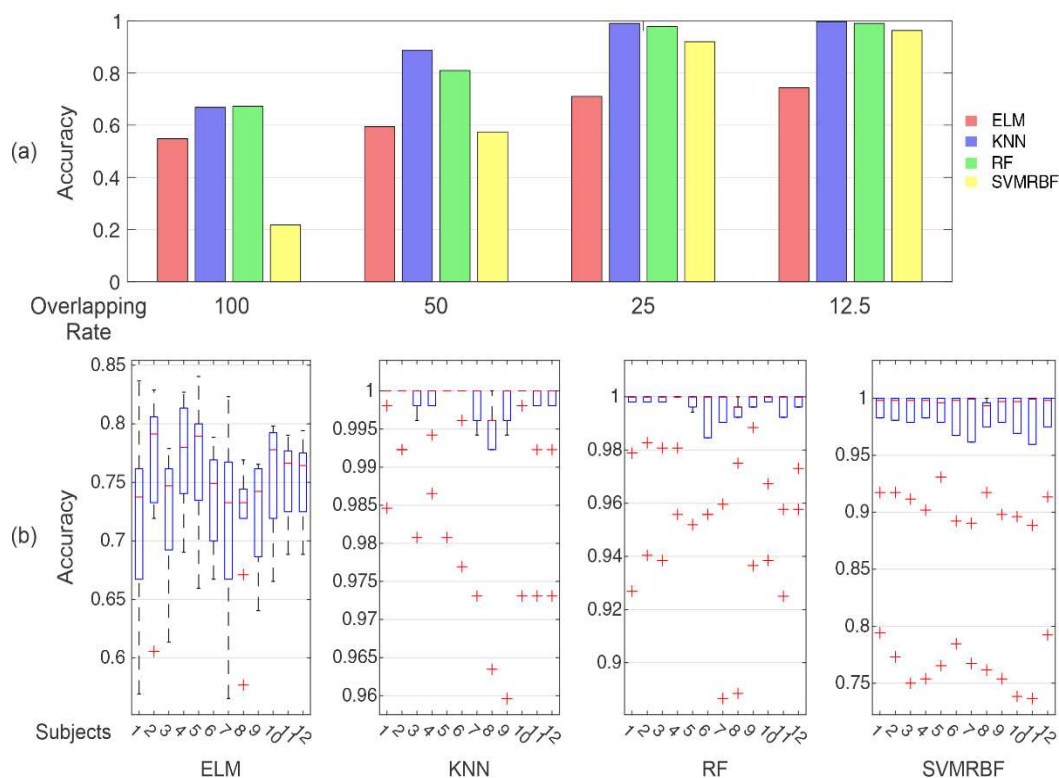 1
0.8
0.6
0.4
0.2
0
Accuracy
(a)
ELM
KNN
RF
SVMRBF
Overlapping
Rate
100 50 25 12.5
0.85
0.8
0.75
0.7
0.65
0.6
Accuracy
(b)
1
0.995
0.99
0.985
0.98
0.975
0.97
0.965
0.96
1
0.98
0.96
0.94
0.92
0.9
1
0.95
0.9
0.85
0.8
0.75
Subjects
1 2 3 4 5 6 7 8 9 10 11 12
1 2 3 4 5 6 7 8 9 10 11 12
1 2 3 4 5 6 7 8 9 10 11 12
1 2 3 4 5 6 7 8 9 10 11 12
ELM KNN RF SVMRBF